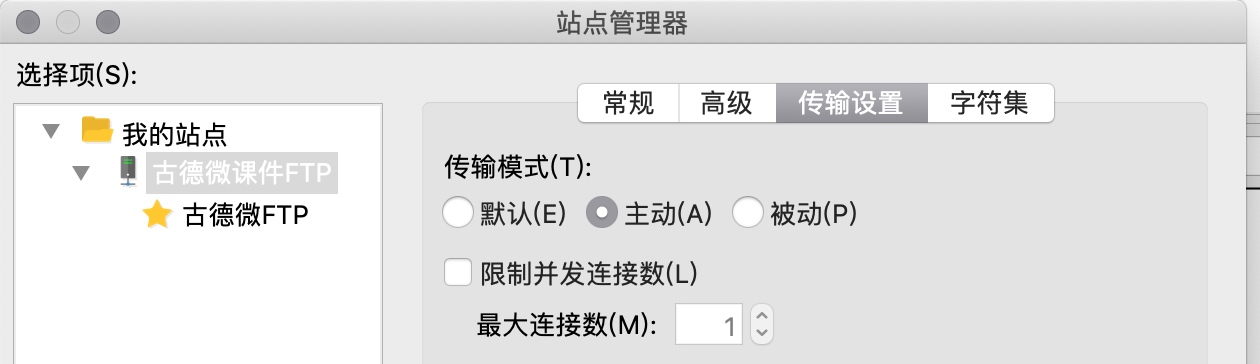 站点管理器
选择项(S):
我的站点
古德微课件FTP
古德微FTP
常规 高级 传输设置 字符集
传输模式(T):
默认(E) 主动(A) 被动(P)
限制并发连接数(L)
最大连接数(M): 1